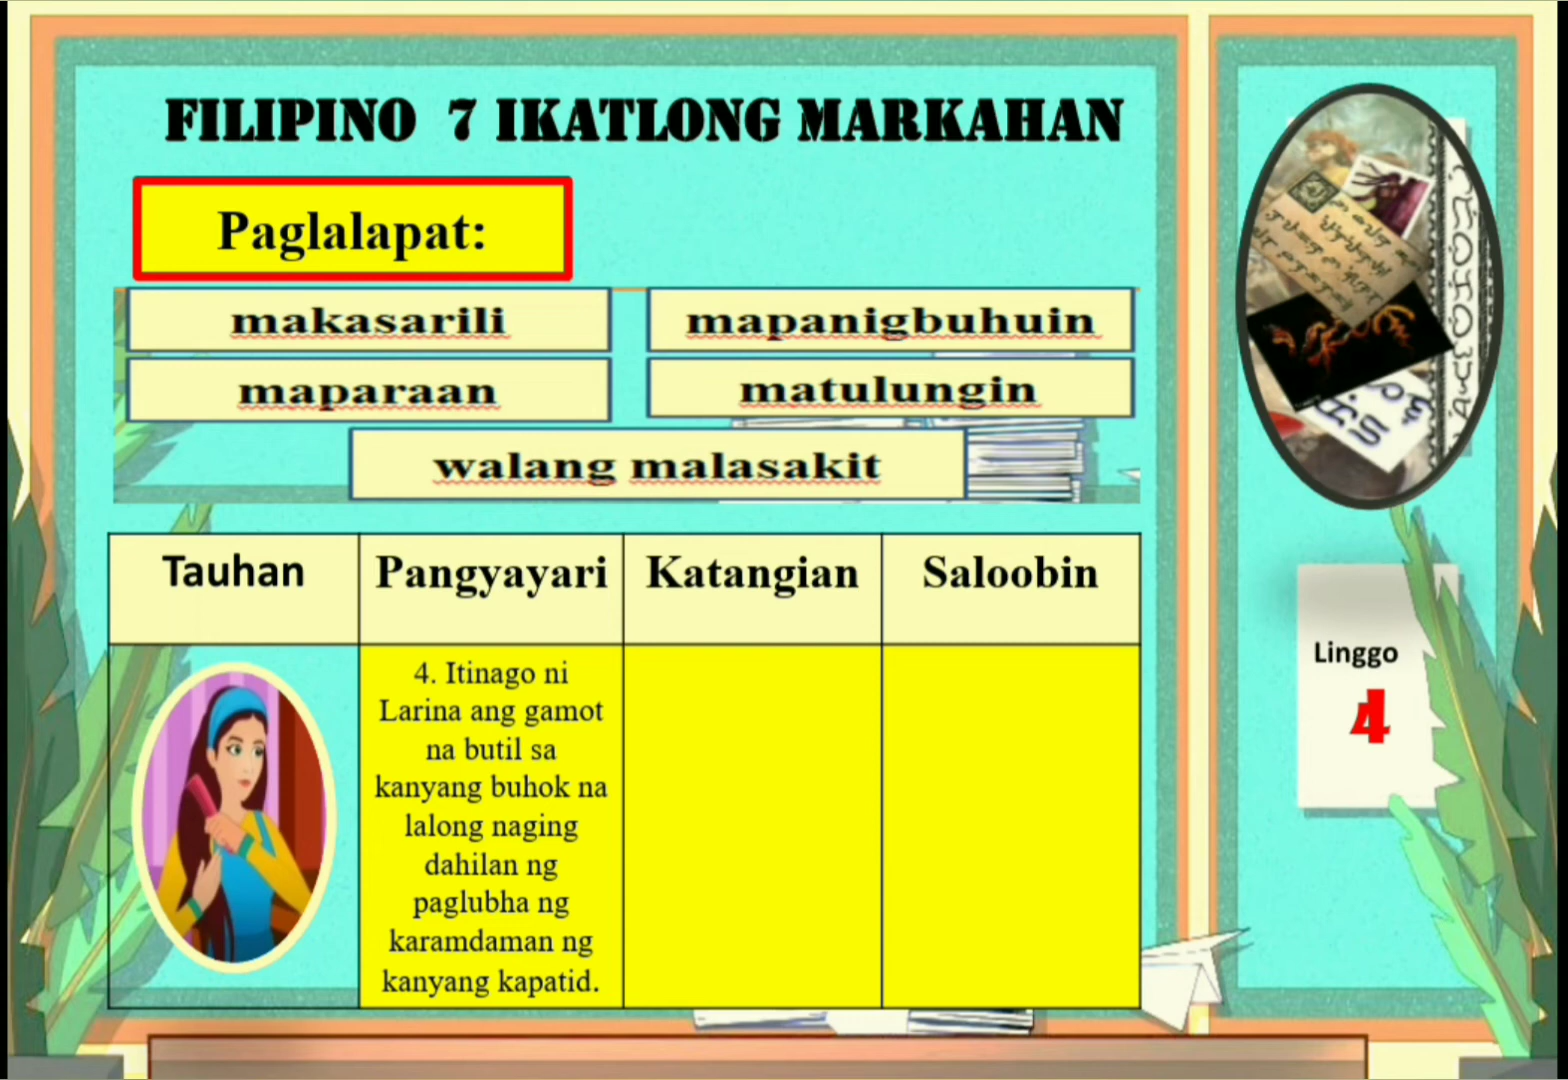 FILIPINO 7 IKATLONG MARKAHAN
Paglalapat:
makasarili
mapanigbuhuin
maparaan
matulungin
walang malasakit
Tauhan
Pangyayari
Katangian
Saloobin
4. Itinago ni
Larina ang gamot
na butil sa
kanyang buhok na
lalong naging
dahilan ng
paglubha ng
karamdaman ng
kanyang kapatid.
Linggo
4